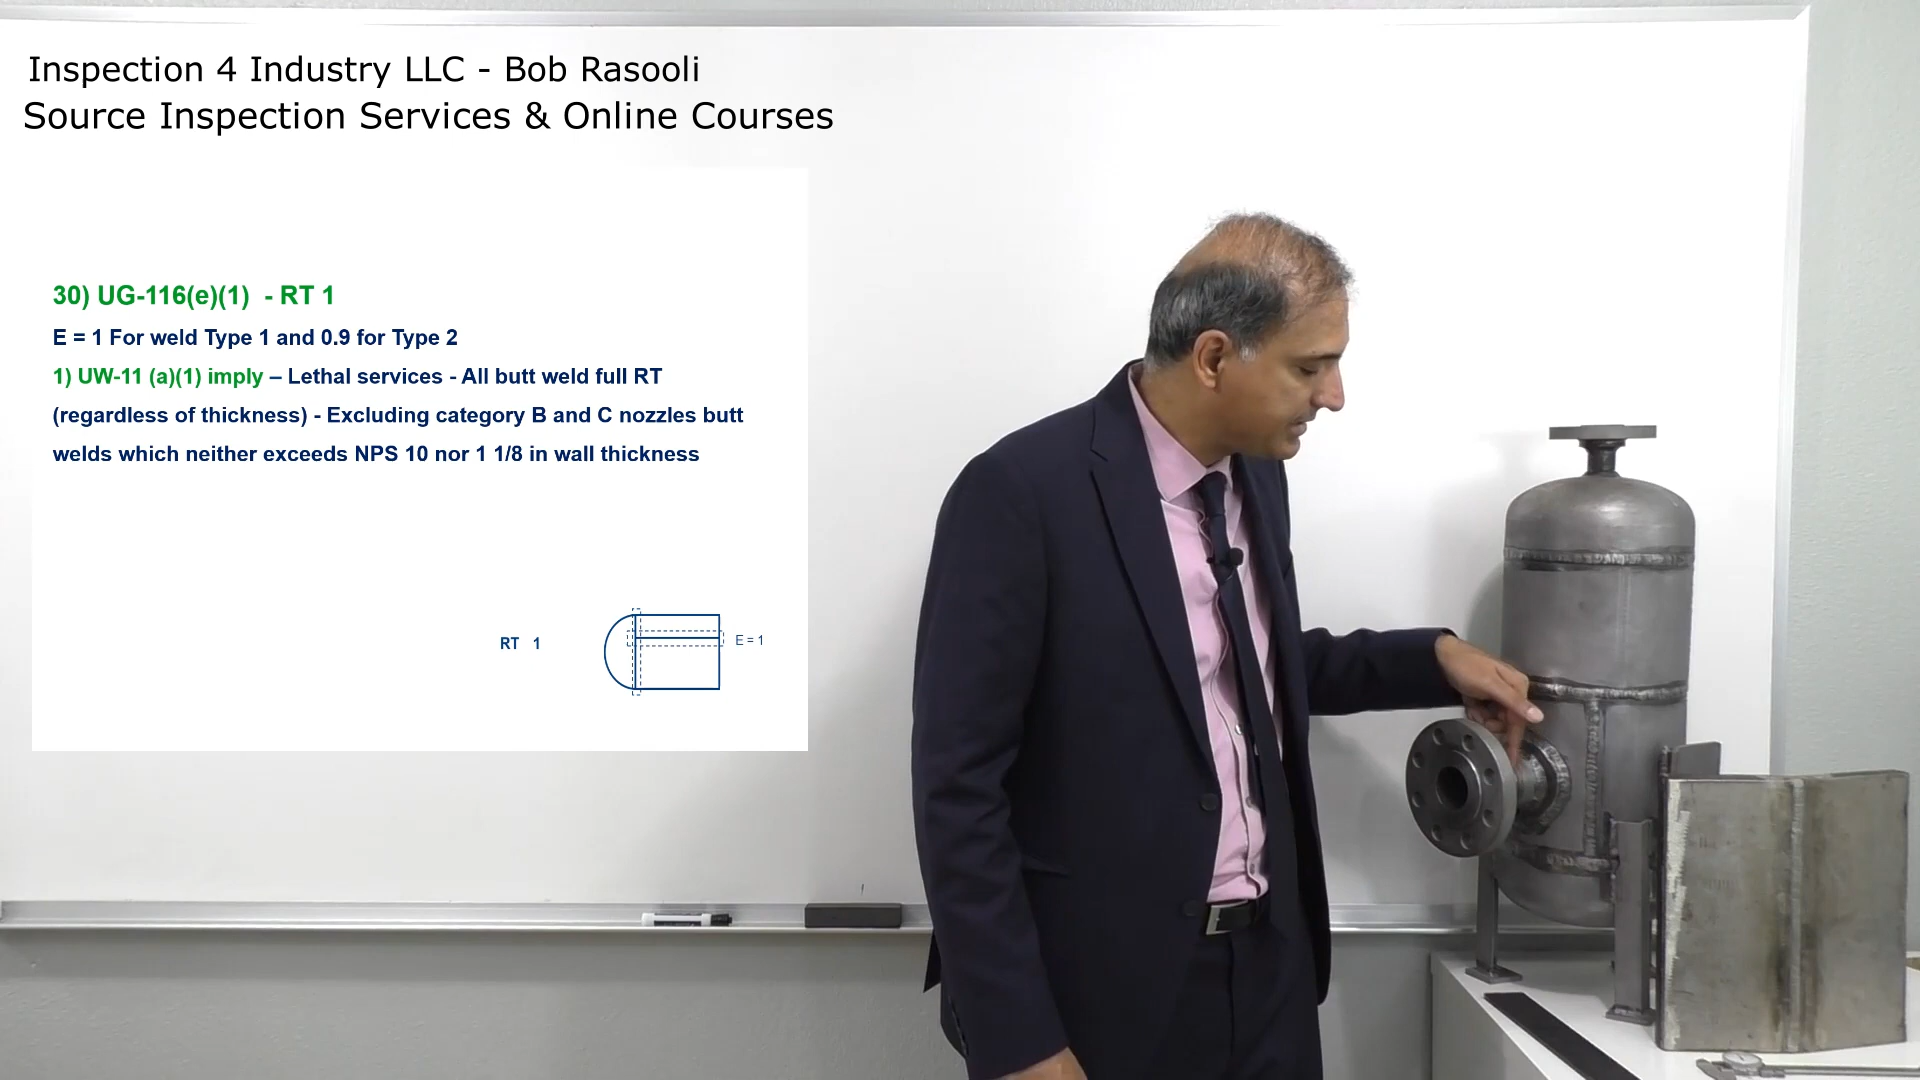 Inspection 4 Industry LLC - Bob Rasooli
Source Inspection Services & Online Courses
30) UG-116(e)(1)  - RT 1
E = 1 For weld Type 1 and 0.9 for Type 2
1) UW-11 (a)(1) imply – Lethal services - All butt weld full RT
(regardless of thickness) - Excluding category B and C nozzles butt
welds which neither exceeds NPS 10 nor 1 1/8 in wall thickness
RT 1
E = 1